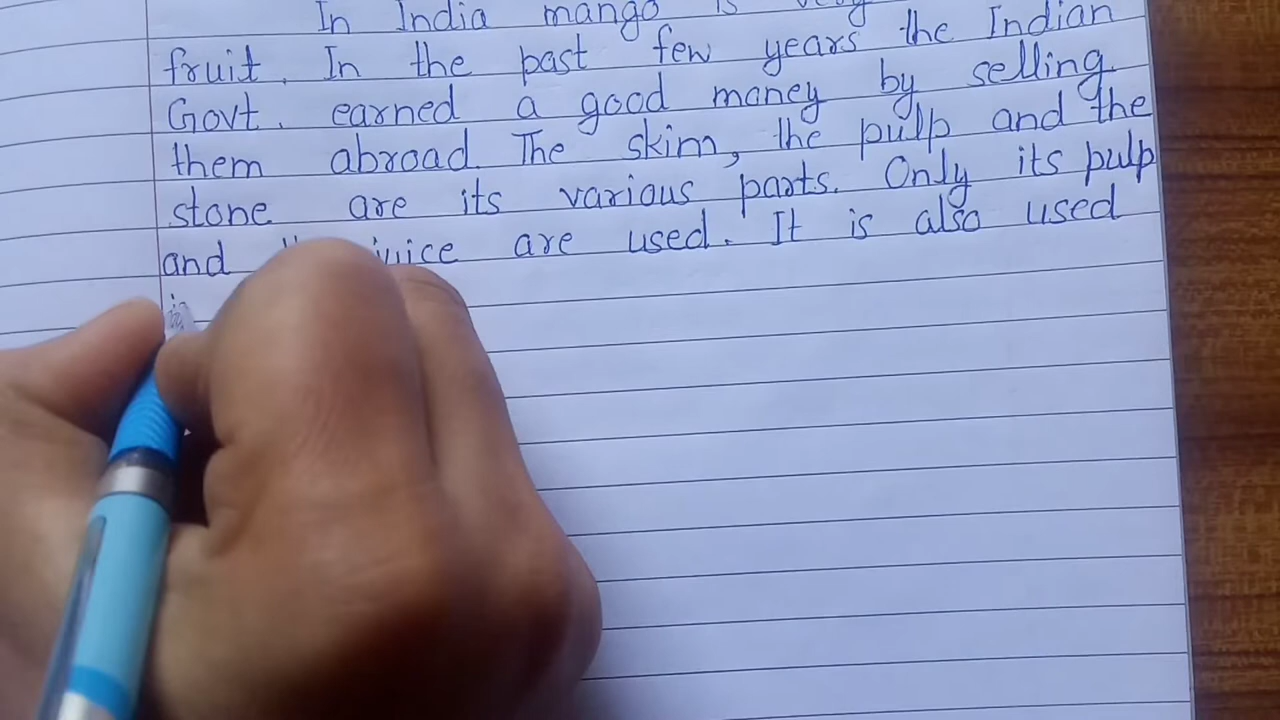 In India mango is very
fruit. In the past few years the Indian
Govt. earned a good money by selling
them abroad. The skin, the pulp and the
stone are its various parts. Only its pulp
and juice are used. It is also used